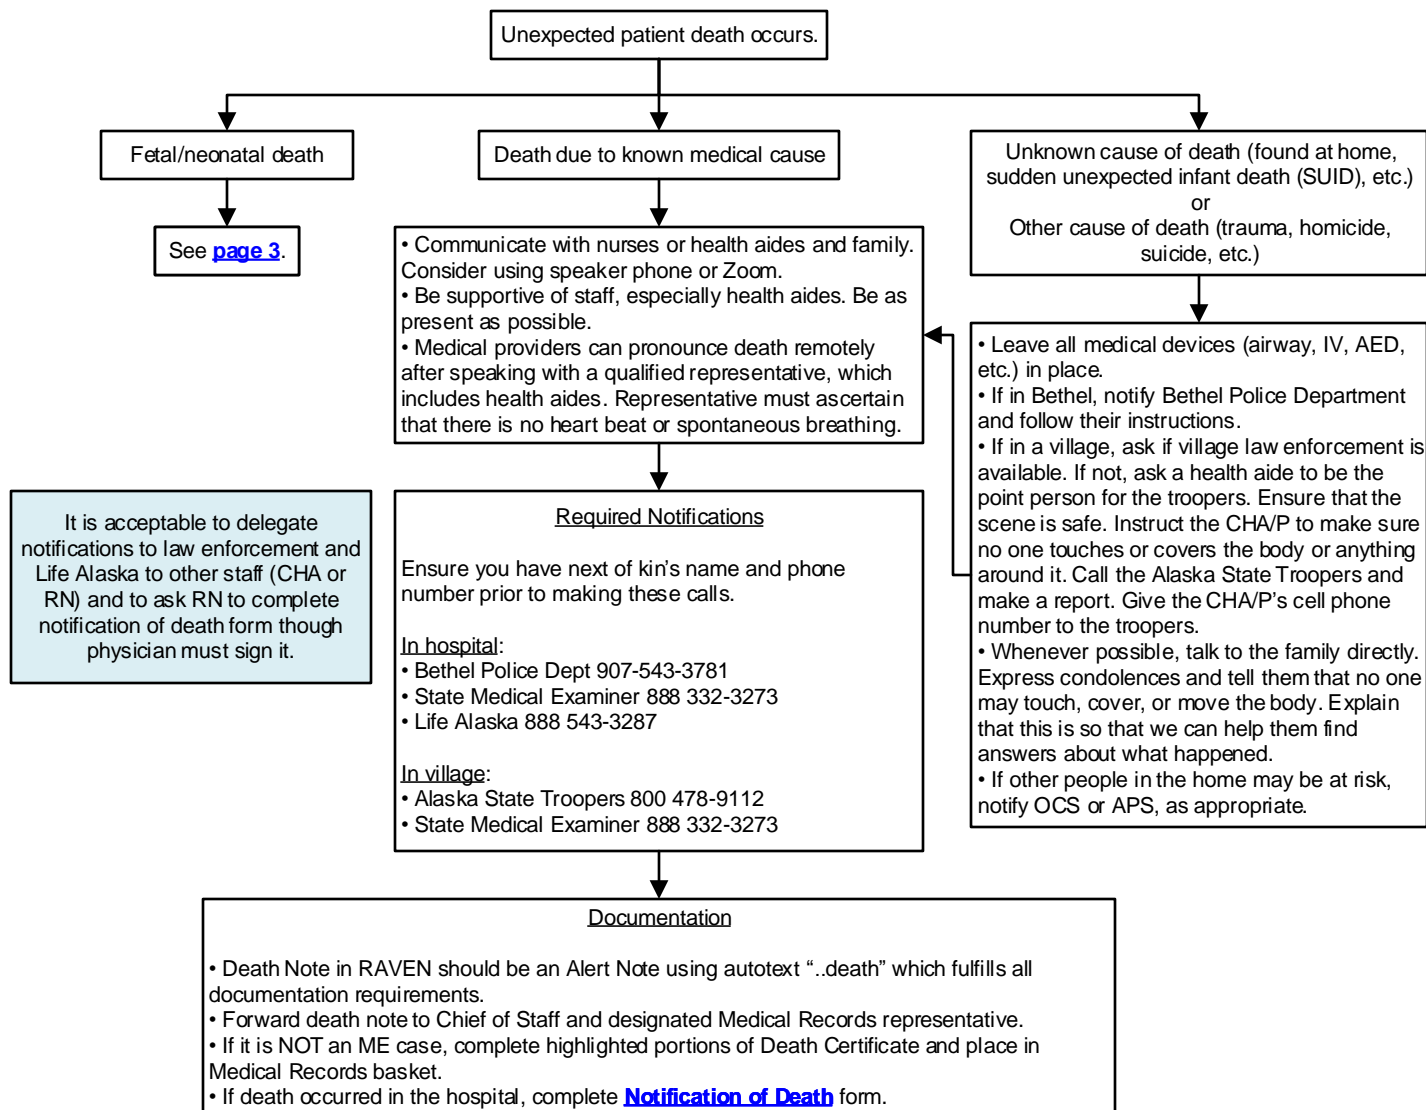 Unexpected patient death occurs.
Fetal/neonatal death
See page 3.
Death due to known medical cause
• Communicate with nurses or health aides and family.
Consider using speaker phone or Zoom.
• Be supportive of staff, especially health aides. Be as
present as possible.
• Medical providers can pronounce death remotely
after speaking with a qualified representative, which
includes health aides. Representative must ascertain
that there is no heart beat or spontaneous breathing.
Unknown cause of death (found at home,
sudden unexpected infant death (SUID), etc.)
or
Other cause of death (trauma, homicide,
suicide, etc.)
• Leave all medical devices (airway, IV, AED,
etc.) in place.
• If in Bethel, notify Bethel Police Department
and follow their instructions.
• If in a village, ask if village law enforcement is
available. If not, ask a health aide to be the
point person for the troopers. Ensure that the
scene is safe. Instruct the CHA/P to make sure
no one touches or covers the body or anything
around it. Call the Alaska State Troopers and
make a report. Give the CHA/P's cell phone
number to the troopers.
• Whenever possible, talk to the family directly.
Express condolences and tell them that no one
may touch, cover, or move the body. Explain
that this is so that we can help them find
answers about what happened.
• If other people in the home may be at risk,
notify OCS or APS, as appropriate.
It is acceptable to delegate
notifications to law enforcement and
Life Alaska to other staff (CHA or
RN) and to ask RN to complete
notification of death form though
physician must sign it.
Required Notifications
Ensure you have next of kin's name and phone
number prior to making these calls.
In hospital:
• Bethel Police Dept 907-543-3781
• State Medical Examiner 888 332-3273
• Life Alaska 888 543-3287
In village:
• Alaska State Troopers 800 478-9112
• State Medical Examiner 888 332-3273
Documentation
• Death Note in RAVEN should be an Alert Note using autotext “..death” which fulfills all
documentation requirements.
• Forward death note to Chief of Staff and designated Medical Records representative.
• If it is NOT an ME case, complete highlighted portions of Death Certificate and place in
Medical Records basket.
• If death occurred in the hospital, complete Notification of Death form.